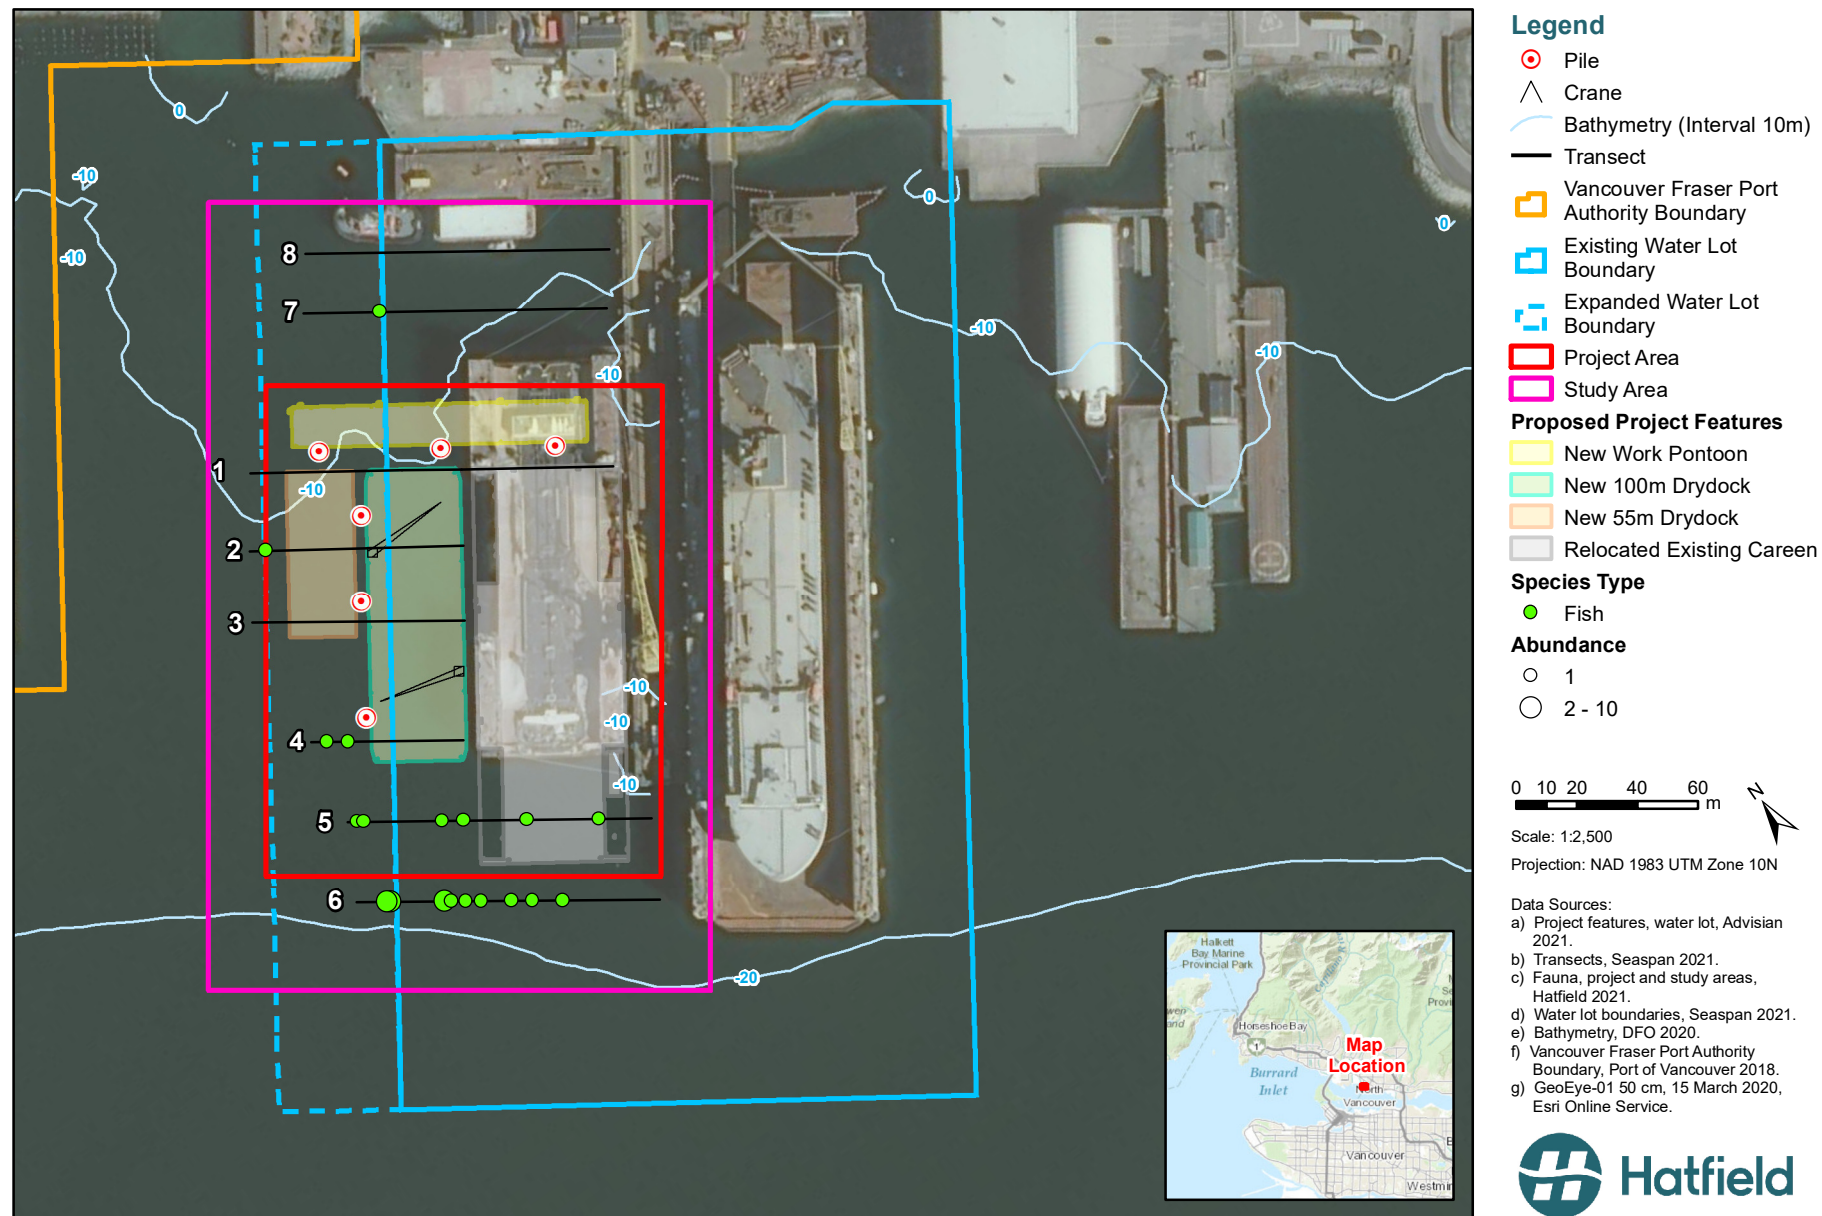 0
-10
-10
8
7
1
-10
2
3
4
5
6
-10
-10
-10
-10
-20
0
-10
-10
0
Halkett
Bay Marine
Provincial Park
Horseshoe Bay
1
Map
Location
Burrard
Inlet
North
Vancouver
Vancouver
Westmin
Legend
Pile
Crane
Bathymetry (Interval 10m)
Transect
Vancouver Fraser Port
Authority Boundary
Existing Water Lot
Boundary
Expanded Water Lot
Boundary
Project Area
Study Area
Proposed Project Features
New Work Pontoon
New 100m Drydock
New 55m Drydock
Relocated Existing Careen
Species Type
Fish
Abundance
1
2 - 10
0 10 20 40 60
m
N
Scale: 1:2,500
Projection: NAD 1983 UTM Zone 10N
Data Sources:
a) Project features, water lot, Advisian
2021.
b) Transects, Seaspan 2021.
c) Fauna, project and study areas,
Hatfield 2021.
d) Water lot boundaries, Seaspan 2021.
e) Bathymetry, DFO 2020.
f) Vancouver Fraser Port Authority
Boundary, Port of Vancouver 2018.
g) GeoEye-01 50 cm, 15 March 2020,
Esri Online Service.
Hatfield